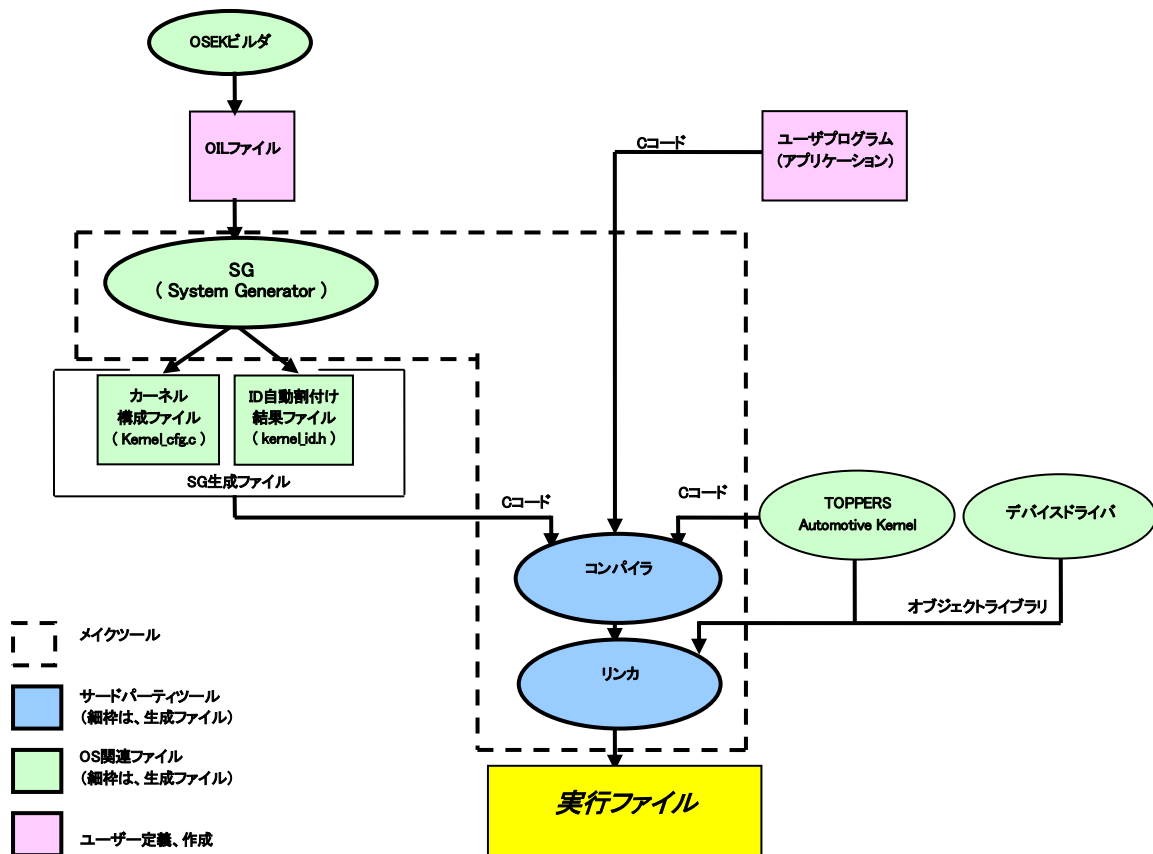 OSEKビルダ
OILファイル
Cコード
ユーザプログラム
（アプリケーション）
SG
（ System Generator ）
カーネル
構成ファイル
（ Kernel_cfg.c ）
ID自動割付け
結果ファイル
（ kernel_id.h ）
SG生成ファイル
Cコード
Cコード
TOPPERS
Automotive Kernel
デバイスドライバ
コンパイラ
オブジェクトライブラリ
リンカ
実行ファイル
メイクツール
サードパーティツール
（細枠は、生成ファイル）
OS関連ファイル
（細枠は、生成ファイル）
ユーザー定義、作成